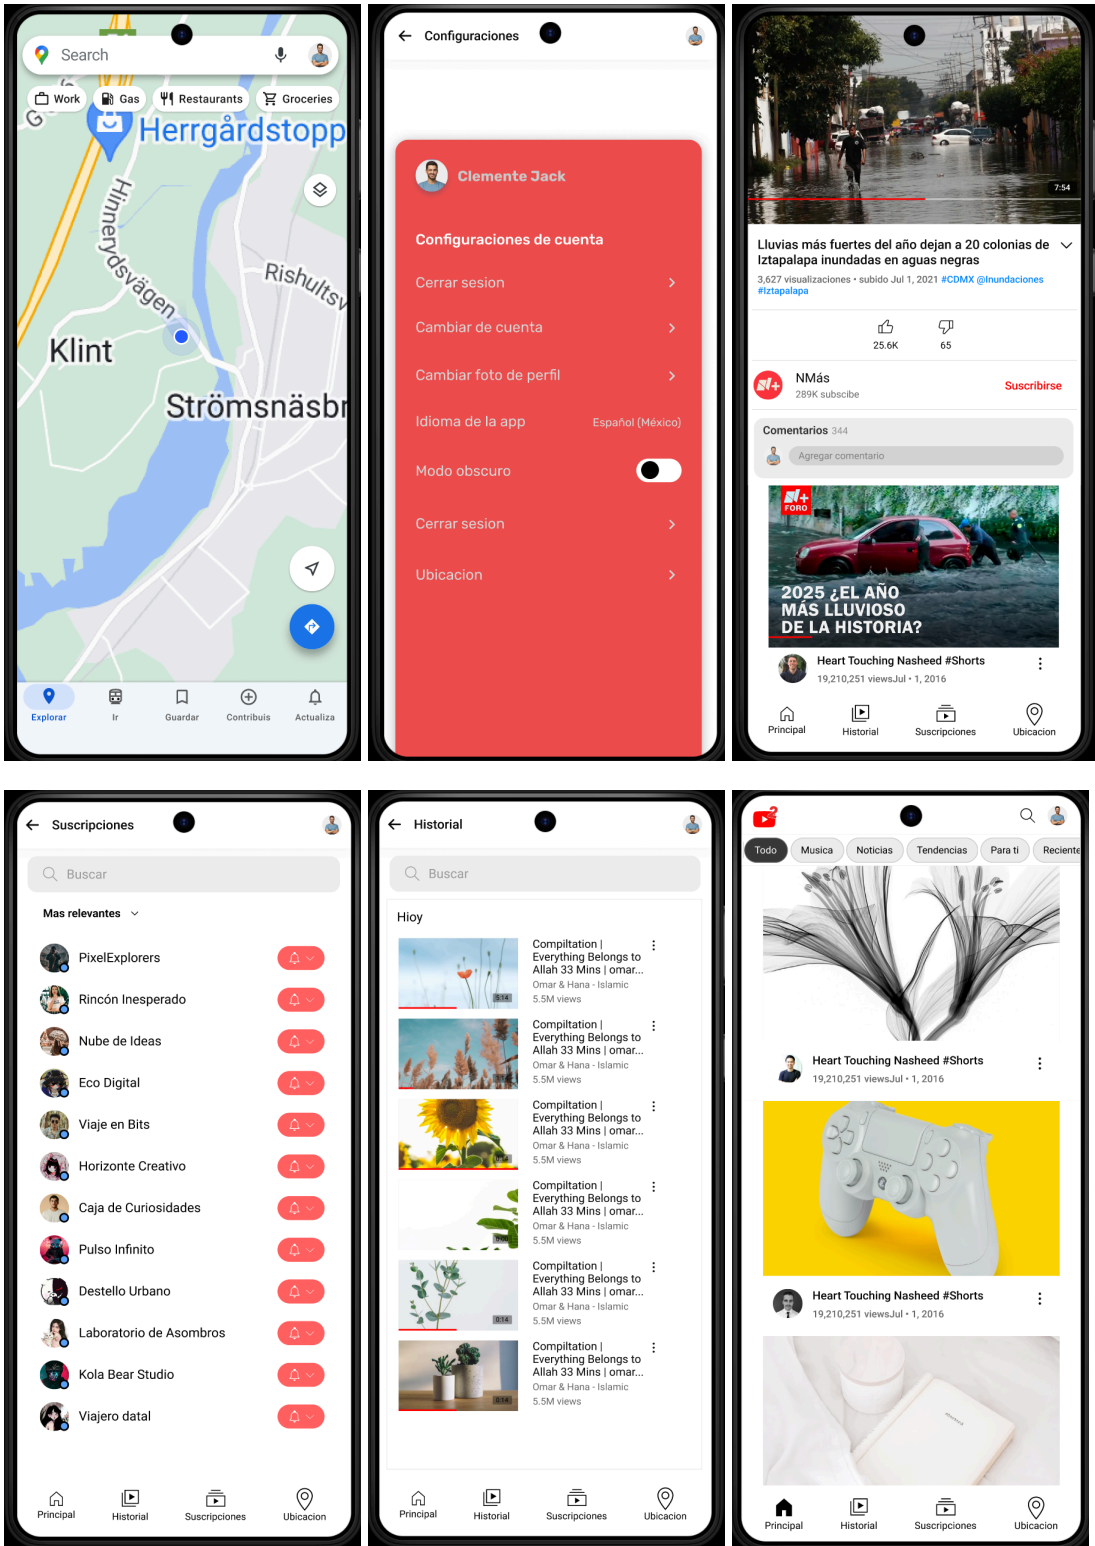 Search
Work
Gas
Restaurants
Groceries
G
Herrgårdstopp
Hinnerydsvägen
Rishultsv
Klint
Strömsnäsbr
Explorar
Ir
Guardar
Contribuis
Actualiza
Configuraciones
Clemente Jack
Configuraciones de cuenta
Cerrar sesion
Cambiar de cuenta
Cambiar foto de perfil
Idioma de la app
Español (México)
Modo obscuro
Cerrar sesion
Ubicacion
7:54
Lluvias más fuertes del año dejan a 20 colonias de
Iztapalapa inundadas en aguas negras
3,627 visualizaciones • subido Jul 1, 2021 #CDMX @Inundaciones
#Iztapalapa
25.6K
65
NMás
289K subscibe
Suscribirse
Comentarios 344
Agregar comentario
FORO
2025 ¿EL AÑO
MÁS LLUVIOSO
DE LA HISTORIA?
Heart Touching Nasheed #Shorts
19,210,251 viewsJul • 1, 2016
Principal
Historial
Suscripciones
Ubicacion
Suscripciones
Buscar
Mas relevantes
PixelExplorers
Rincón Inesperado
Nube de Ideas
Eco Digital
Viaje en Bits
Horizonte Creativo
Caja de Curiosidades
Pulso Infinito
Destello Urbano
Laboratorio de Asombros
Kola Bear Studio
Viajero datal
Principal
Historial
Suscripciones
Ubicacion
Historial
Buscar
Hioy
5:14
Compiltation |
Everything Belongs to
Allah 33 Mins | omar...
Omar & Hana - Islamic
5.5M views
Compiltation |
Everything Belongs to
Allah 33 Mins | omar...
Omar & Hana - Islamic
5.5M views
Compiltation |
Everything Belongs to
Allah 33 Mins | omar...
Omar & Hana - Islamic
5.5M views
Compiltation |
Everything Belongs to
Allah 33 Mins | omar...
Omar & Hana - Islamic
5.5M views
0:14
Compiltation |
Everything Belongs to
Allah 33 Mins | omar...
Omar & Hana - Islamic
5.5M views
0:14
Compiltation |
Everything Belongs to
Allah 33 Mins | omar...
Omar & Hana - Islamic
5.5M views
Principal
Historial
Suscripciones
Ubicacion
2
Todo
Musica
Noticias
Tendencias
Para ti
Reciente
Heart Touching Nasheed #Shorts
19,210,251 viewsJul • 1, 2016
Heart Touching Nasheed #Shorts
19,210,251 viewsJul • 1, 2016
Principal
Historial
Suscripciones
Ubicacion